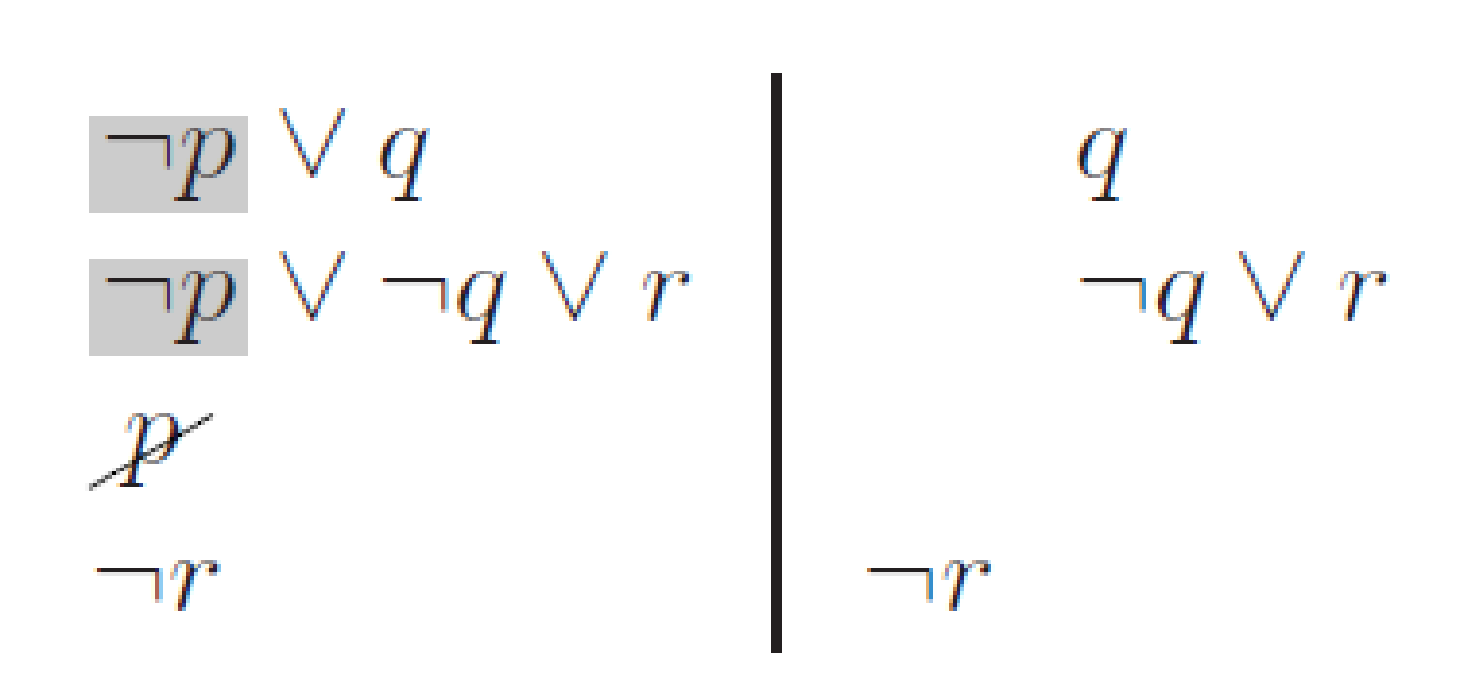 ¬p ∨ q
¬p ∨ ¬q ∨ r
p
¬r
q
¬q ∨ r
¬r